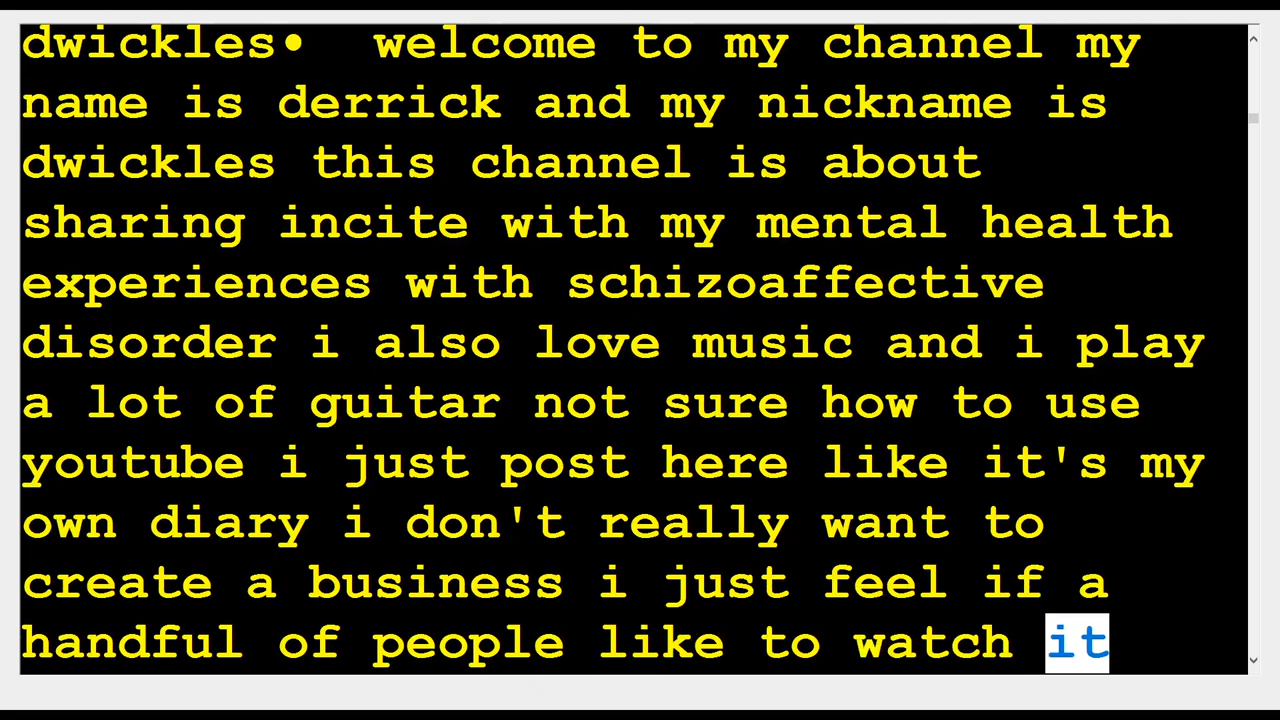 dwickles•  welcome to my channel my
name is derrick and my nickname is
dwickles this channel is about
sharing incite with my mental health
experiences with schizoaffective
disorder i also love music and i play
a lot of guitar not sure how to use
youtube i just post here like it's my
own diary i don't really want to
create a business i just feel if a
handful of people like to watch it